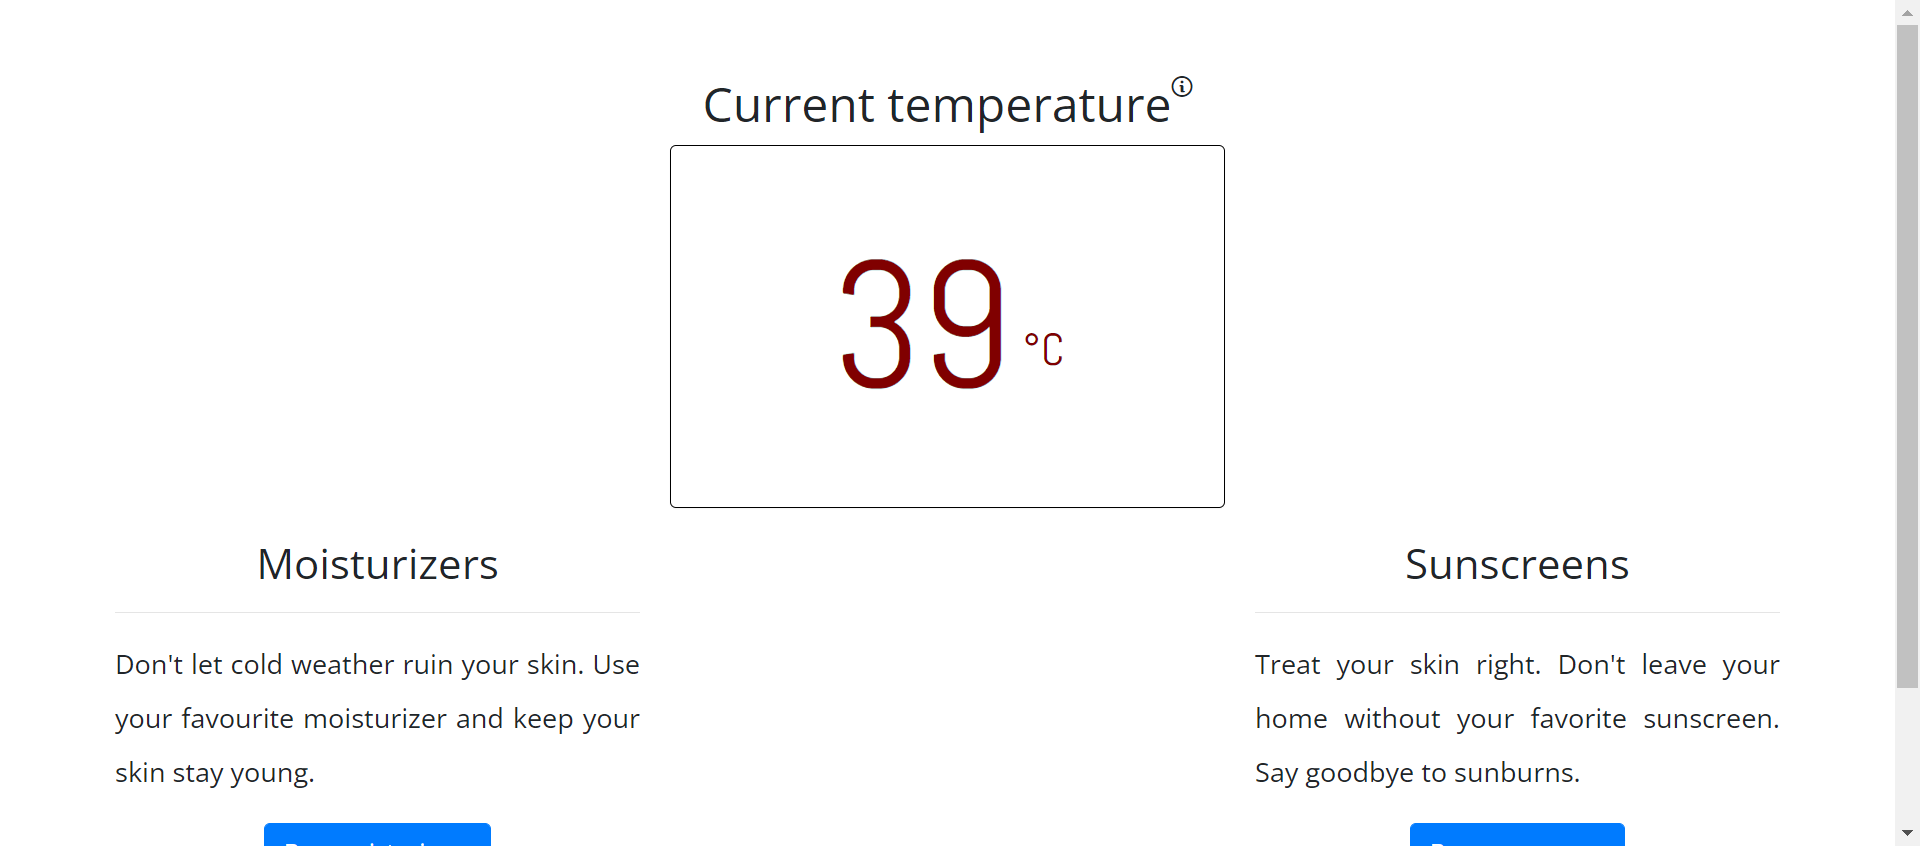 Current temperature
39 °C
Moisturizers
Don't let cold weather ruin your skin. Use
your favourite moisturizer and keep your
skin stay young.
Sunscreens
Treat your skin right. Don't leave your
home without your favorite sunscreen.
Say goodbye to sunburns.